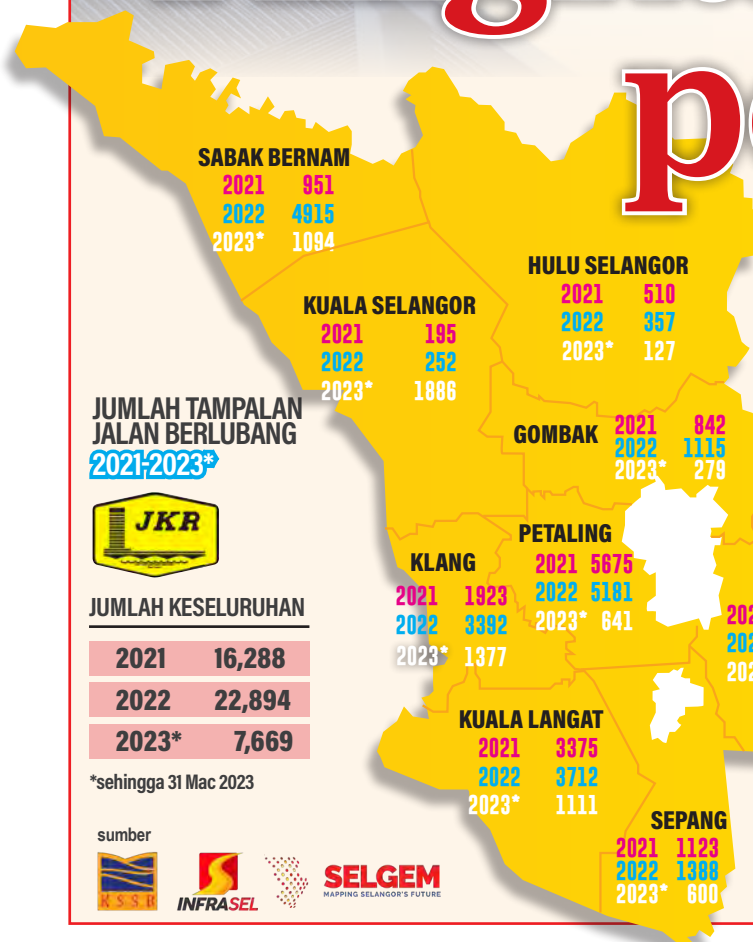 SABAK BERNAM
2021 951
2022 4915
2023* 1094
HULU SELANGOR
2021 510
2022 357
2023* 127
KUALA SELANGOR
2021 195
2022 252
2023* 1886
JUMLAH TAMPALAN
JALAN BERLUBANG
2021-2023*
JKR
GOMBAK
2021 842
2022 1115
2023* 279
PETALING
2021 5675
2022 5181
2023* 641
KLANG
2021 1923
2022 3392
2023* 1377
JUMLAH KESELURUHAN
2021 16,288
2022 22,894
2023* 7,669
*sehingga 31 Mac 2023
KUALA LANGAT
2021 3375
2022 3712
2023* 1111
SEPANG
2021 1123
2022 1388
2023* 600
sumber
KSSB
INFRASEL
SELGEM
MAPPING SELANGOR'S FUTURE